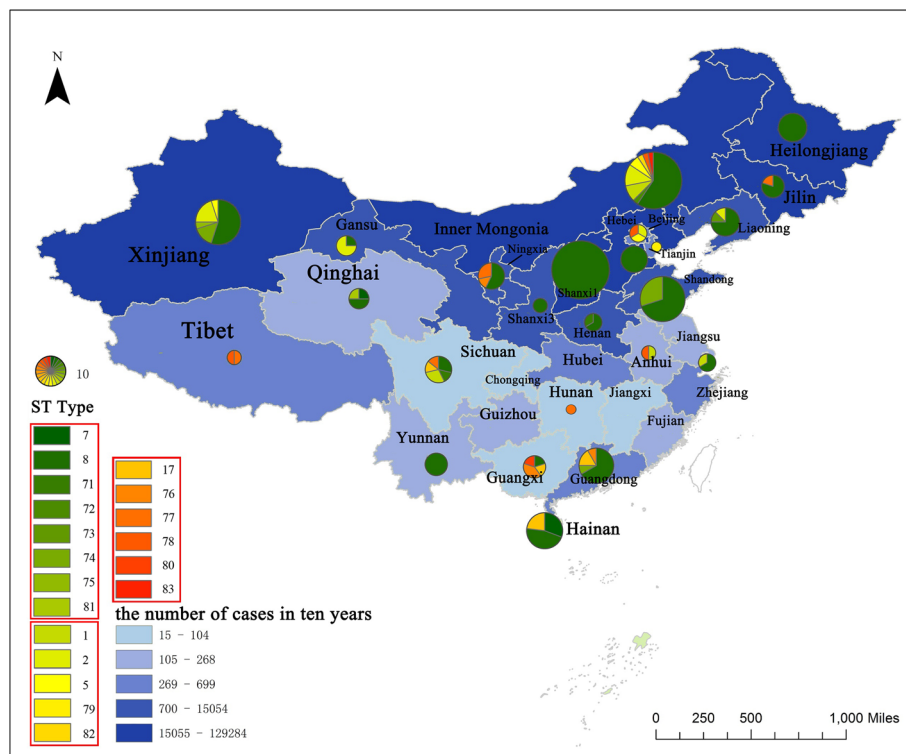 N
Heilongjiang
Jilin
Liaoning
Hebei
Beijing
Tianjin
Inner Mongonia
Gansu
Ningxia
Xinjiang
Qinghai
Shanxi1
Shandong
Shanxi3
Henan
Tibet
Jiangsu
Anhui
Sichuan
Hubei
Chongqing
Zhejiang
Hunan
Jiangxi
Guizhou
Fujian
Yunnan
Guangxi
Guangdong
Hainan
10
ST Type
7
8
71
72
73
74
75
81
17
76
77
78
80
83
1
2
5
79
82
the number of cases in ten years
15 - 104
105 - 268
269 - 699
700 - 15054
15055 - 129284
0 250 500 1,000 Miles